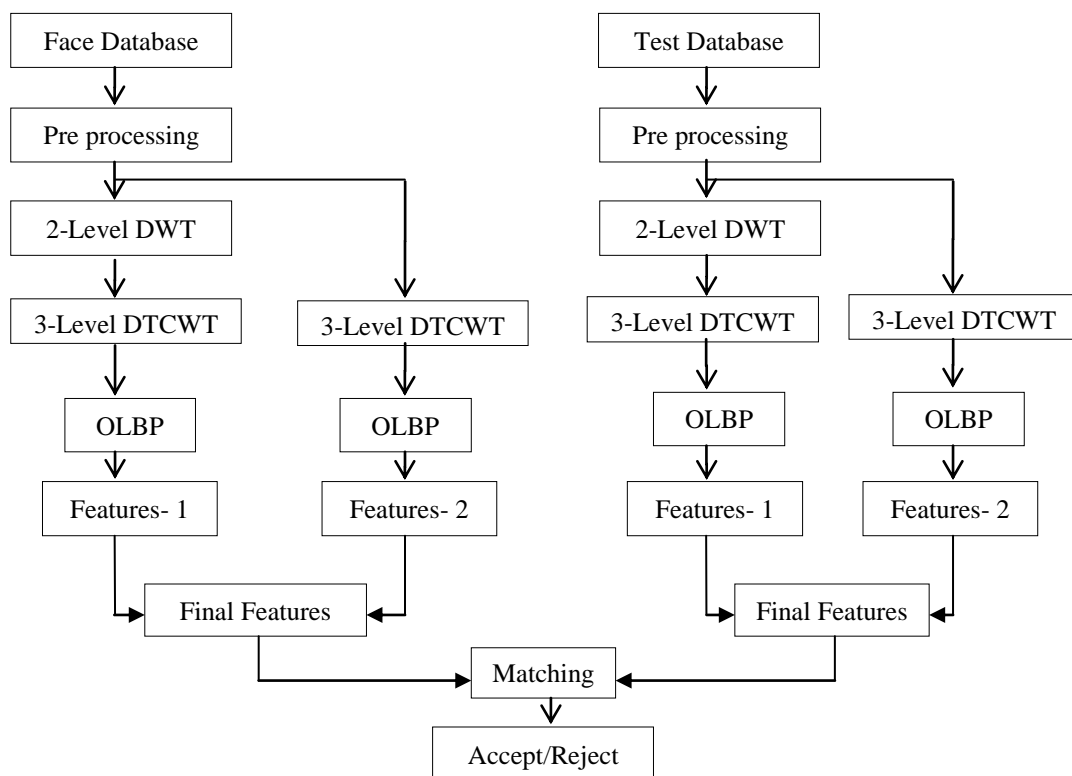 Face Database
Test Database
Pre processing
Pre processing
2-Level DWT
2-Level DWT
3-Level DTCWT
3-Level DTCWT
3-Level DTCWT
3-Level DTCWT
OLBP
OLBP
OLBP
OLBP
Features- 1
Features- 2
Features- 1
Features- 2
Final Features
Final Features
Matching
Accept/Reject